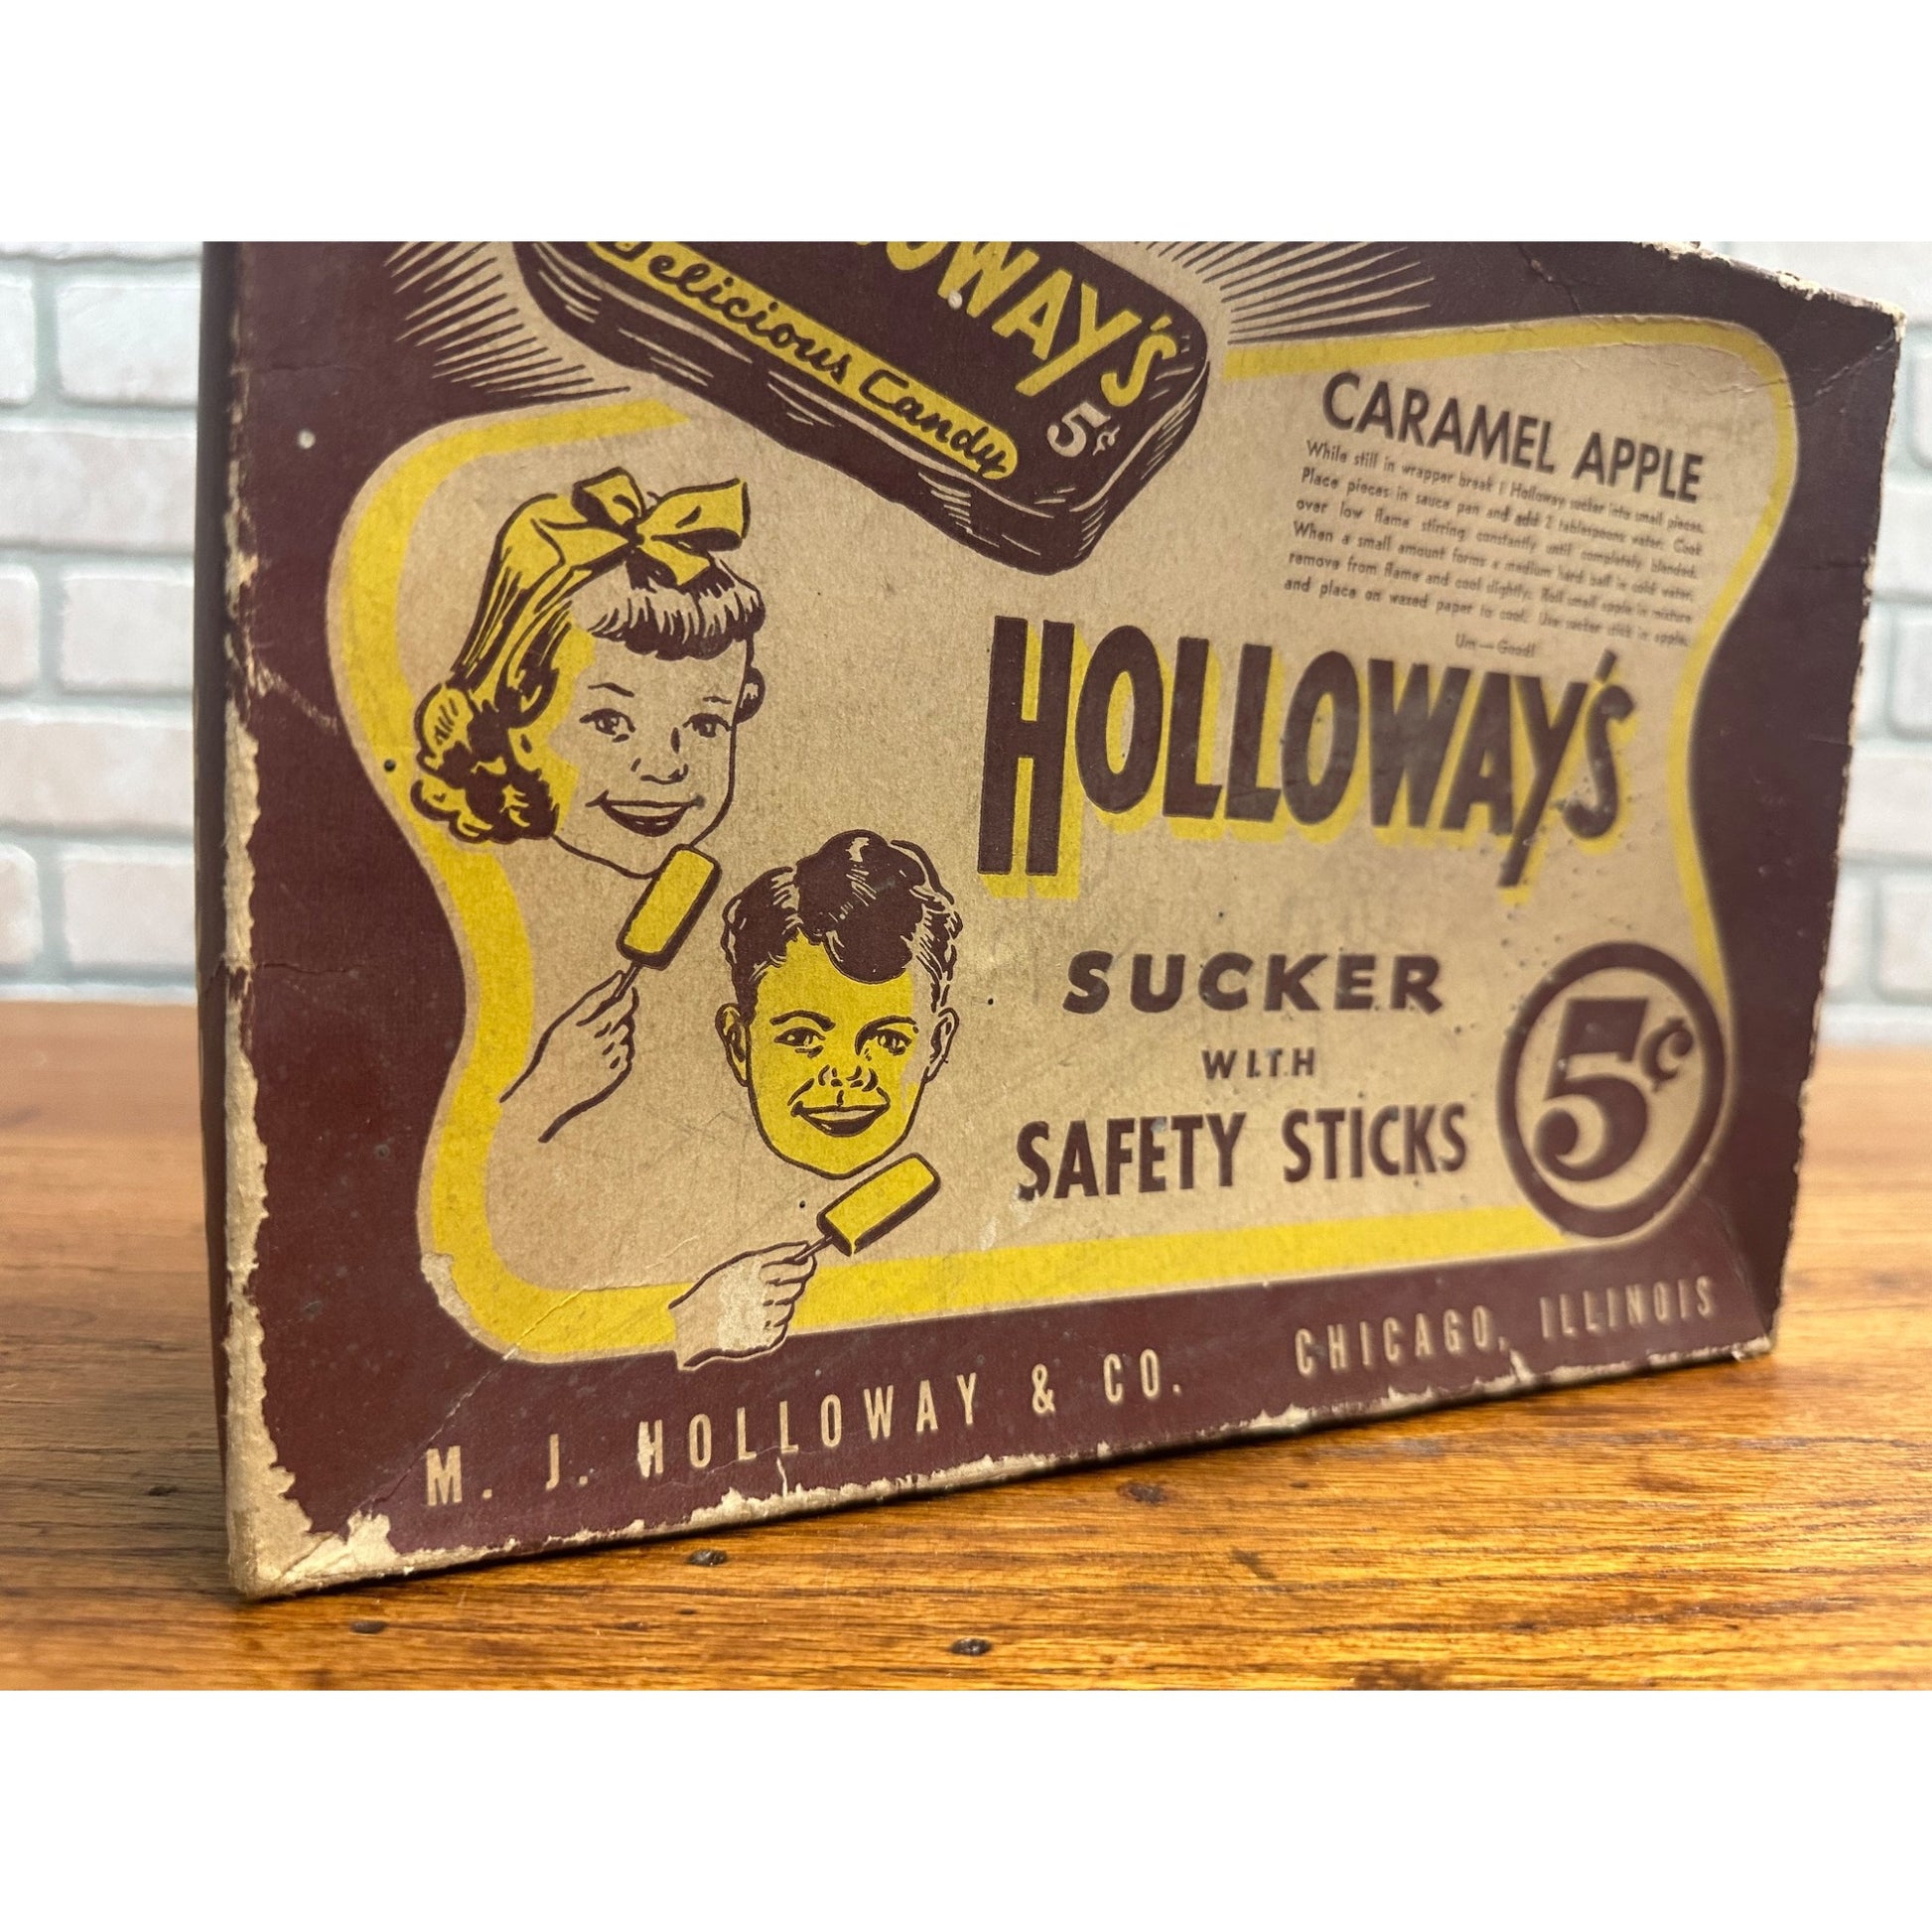 OWAY'S
Delicious Candy
5¢
CARAMEL APPLE
While still in wrapper break 1 Holloway sucker into small pieces.
Place pieces in sauce pan and add 2 tablespoons water. Cook
over low flame stirring constantly until completely blended.
When a small amount forms a medium hard ball in cold water,
remove from flame and cool slightly. Roll small apple in mixture
and place on waxed paper to cool. Use sucker stick in apple.
Um—Good!
HOLLOWAY'S
SUCKER
WITH
SAFETY STICKS
5¢
M. J. HOLLOWAY & CO. CHICAGO, ILLINOIS